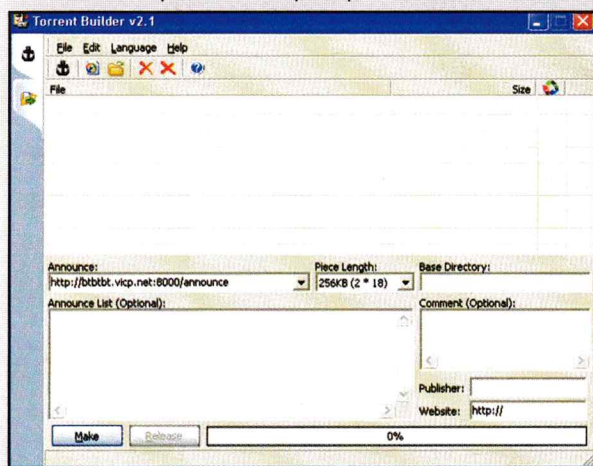 Torrent Builder v2.1
File Edit Language Help
File Size
Announce: Piece Length: Base Directory:
http://btbtbt.vicp.net:8000/announce 256KB (2 * 18)
Announce List (Optional): Comment (Optional):
Publisher:
Website: http://
Make Release 0%